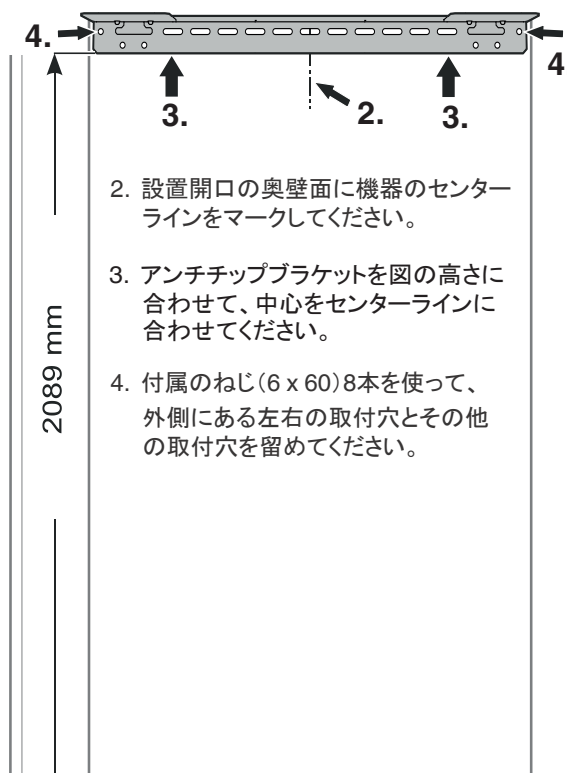 4.
4
3.
2.
3.
2. 設置開口の奥壁面に機器のセンター
ラインをマークしてください。
3. アンチチップブラケットを図の高さに
合わせて、中心をセンターラインに
合わせてください。
4. 付属のねじ(6 x 60)8本を使って、
外側にある左右の取付穴とその他
の取付穴を留めてください。
2089 mm